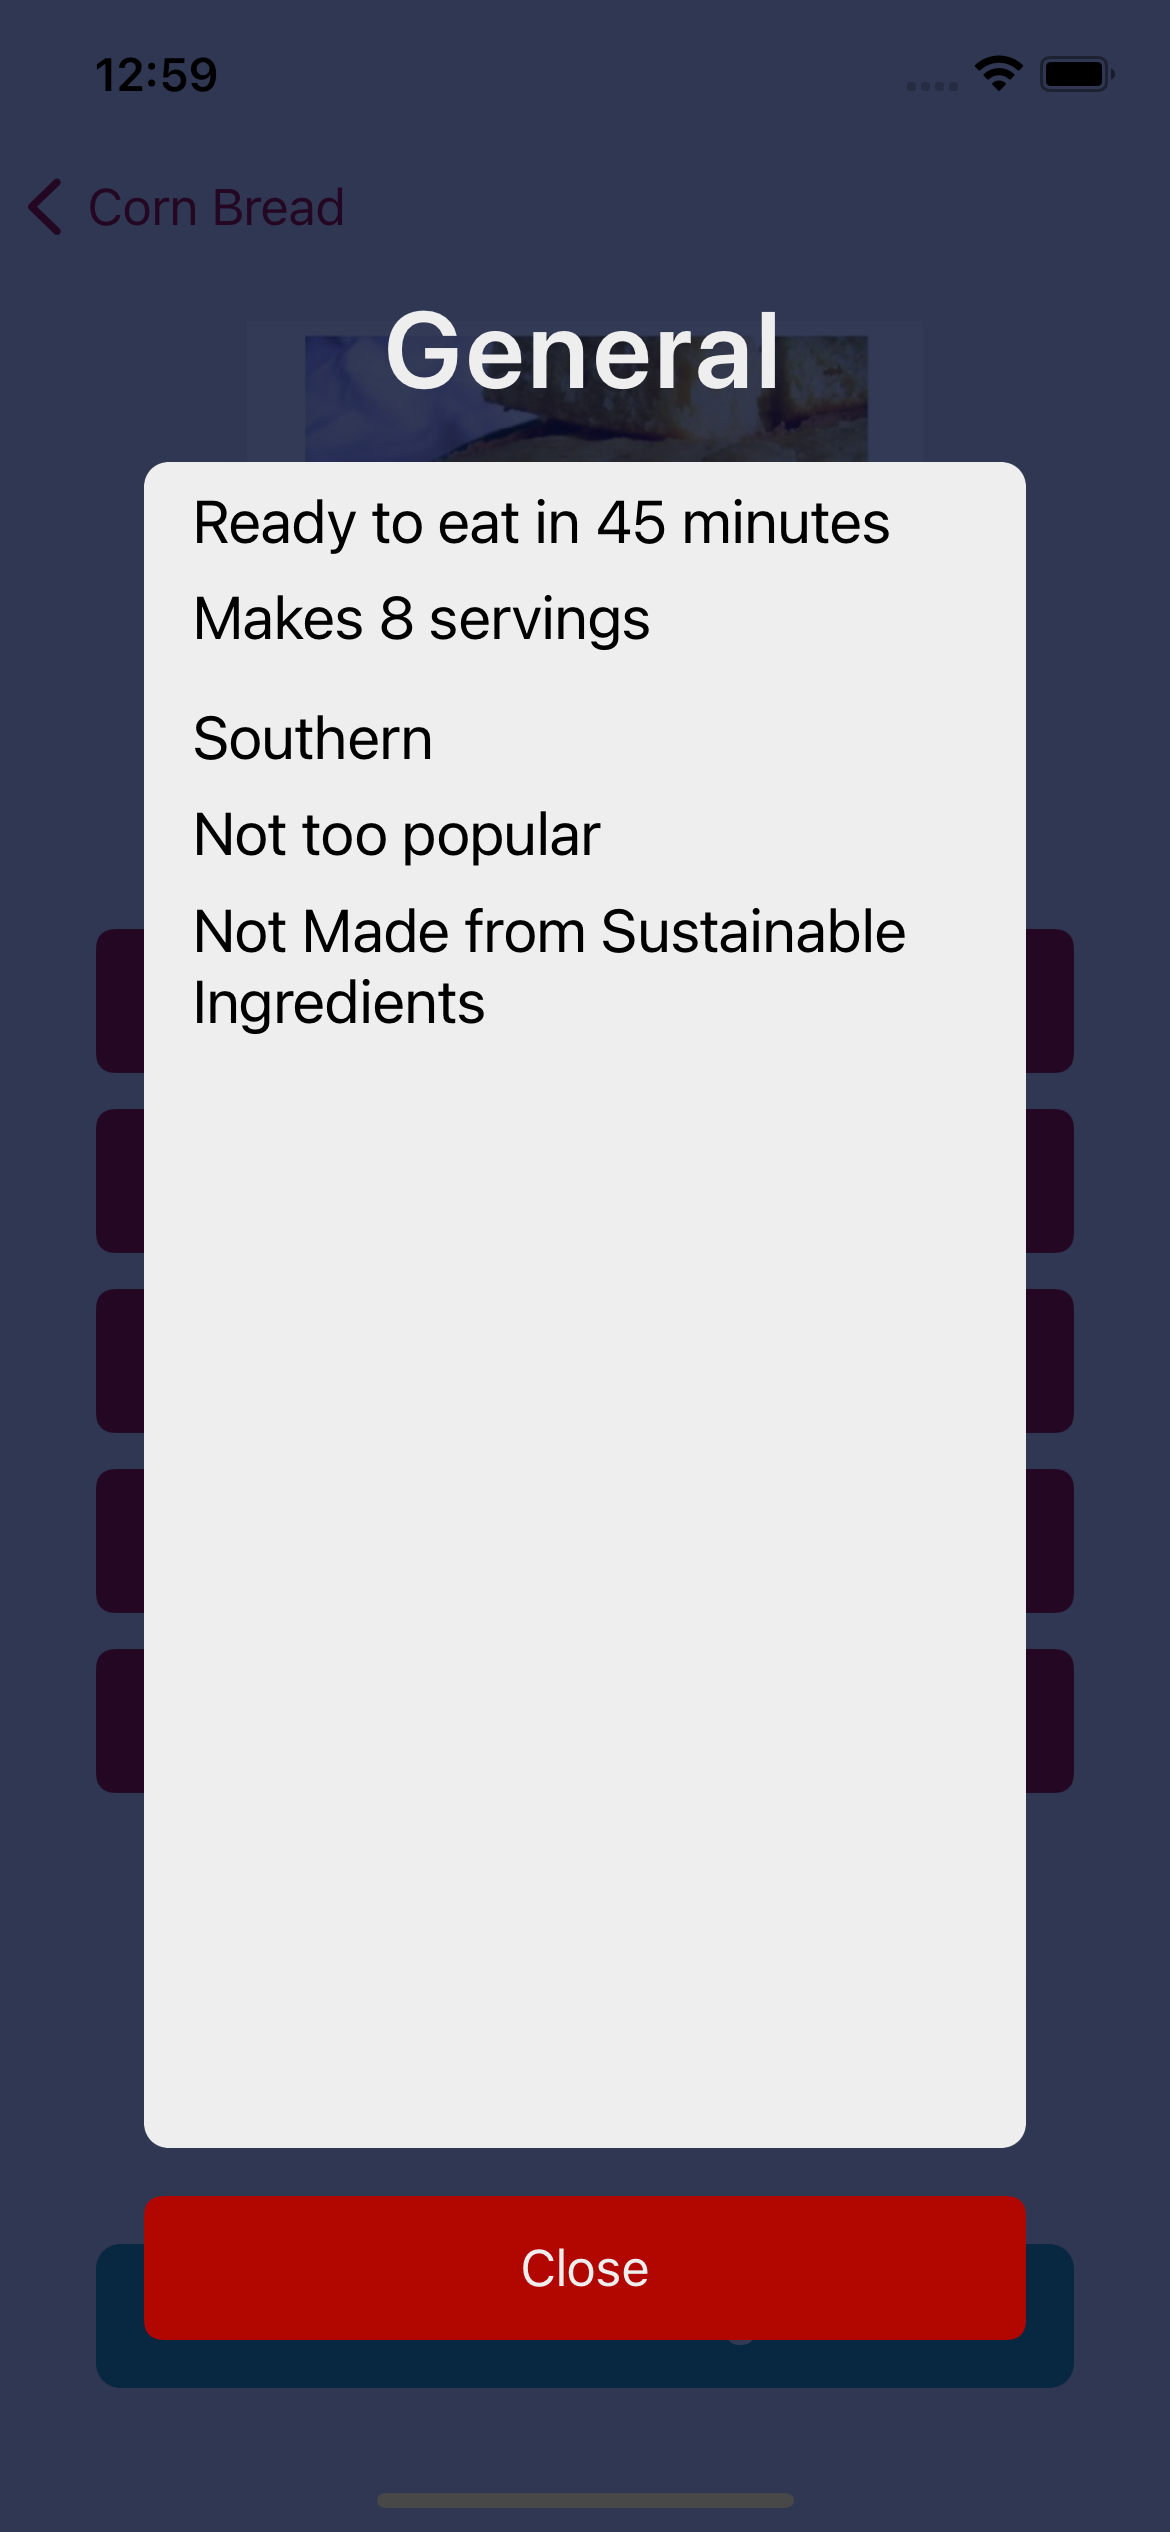 12:59
Corn Bread
General
Ready to eat in 45 minutes
Makes 8 servings
Southern
Not too popular
Not Made from Sustainable
Ingredients
Close